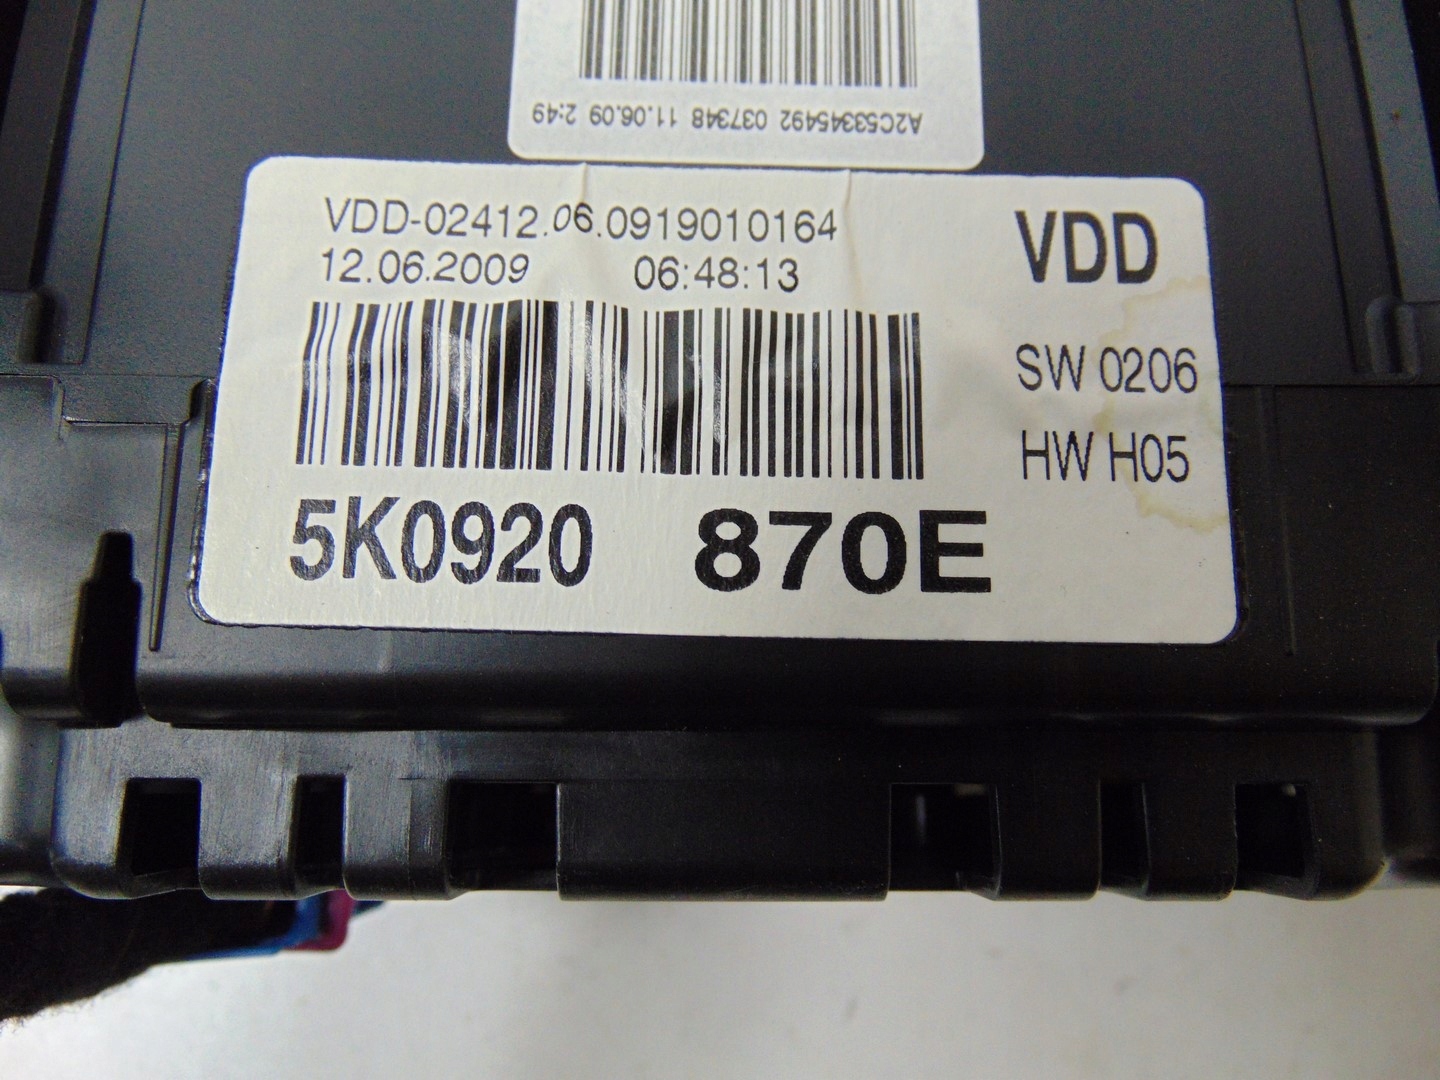 A2C53345492 037348 11.06.09 2:49
VDD-02412.06.0919010164
12.06.2009 06:48:13
VDD
SW 0206
HW H05
5K0920 870E